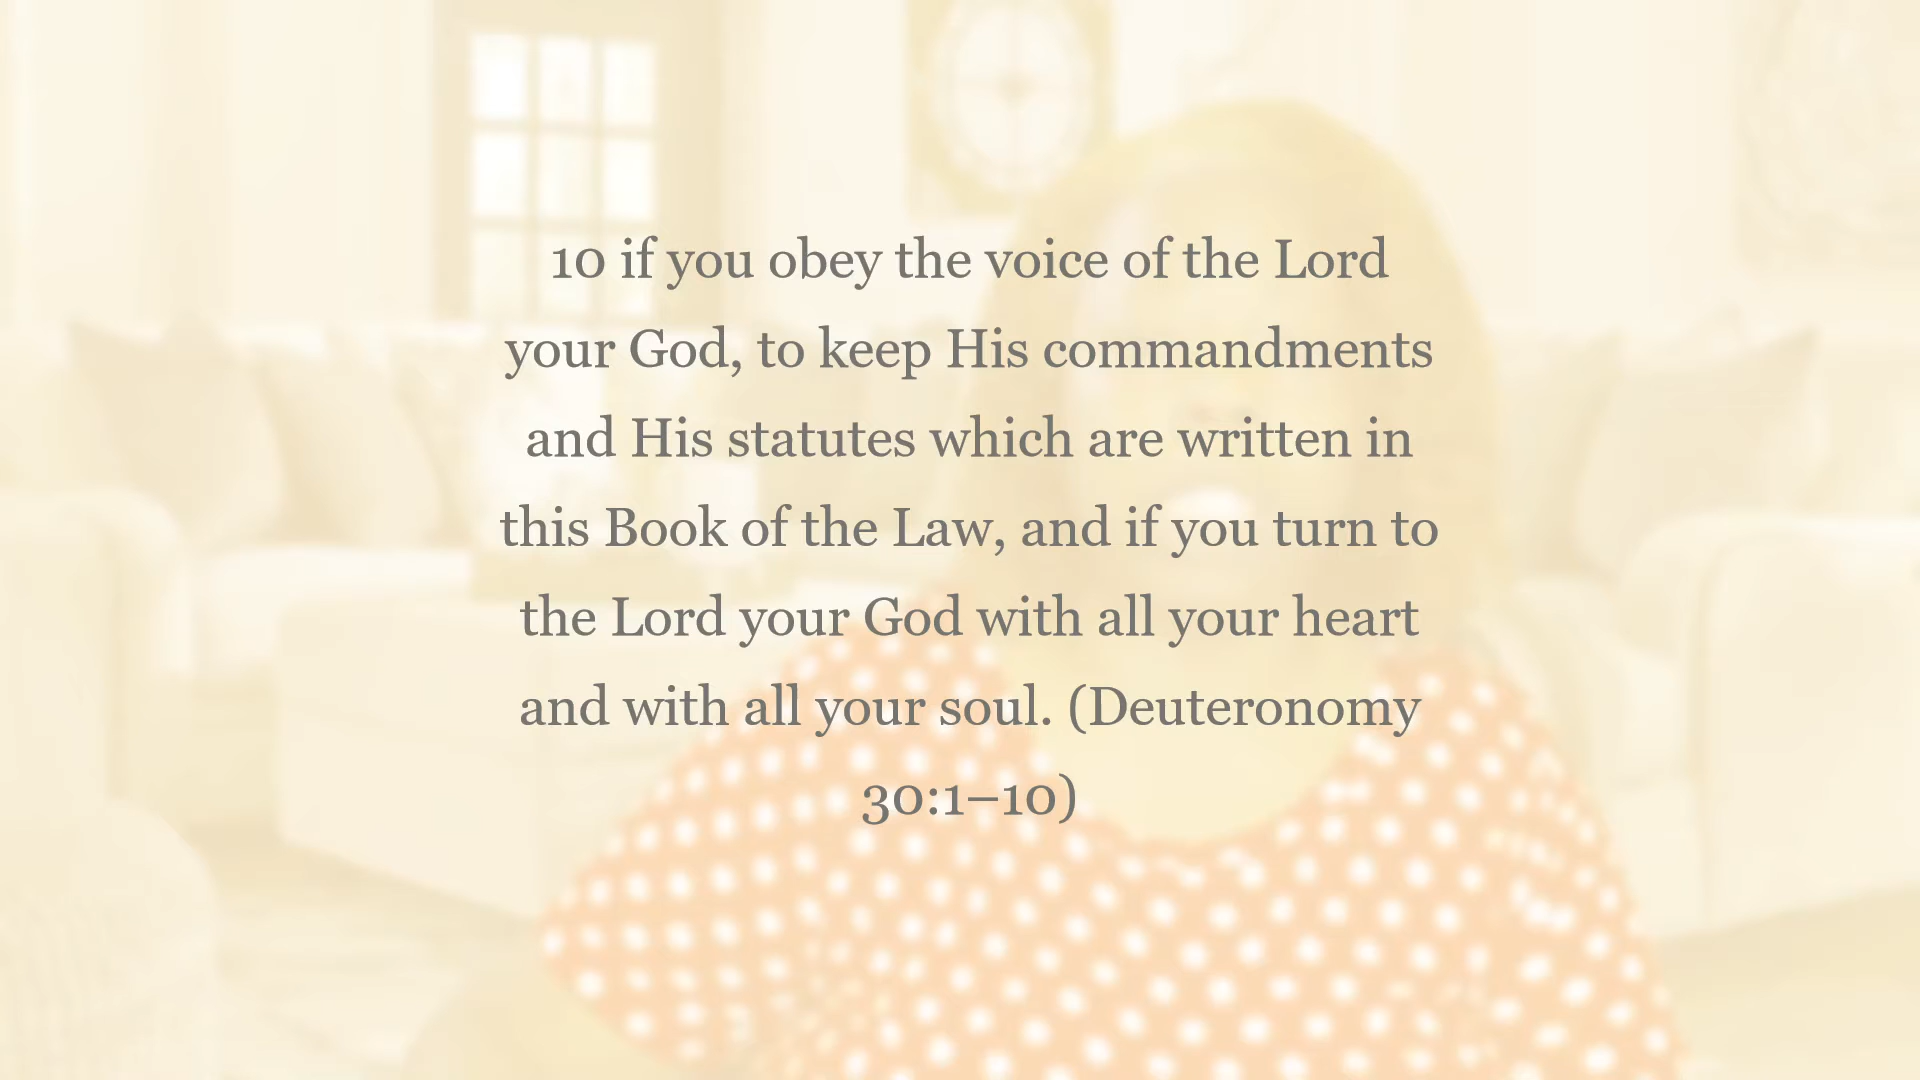 10 if you obey the voice of the Lord
your God, to keep His commandments
and His statutes which are written in
this Book of the Law, and if you turn to
the Lord your God with all your heart
and with all your soul. (Deuteronomy
30:1–10)